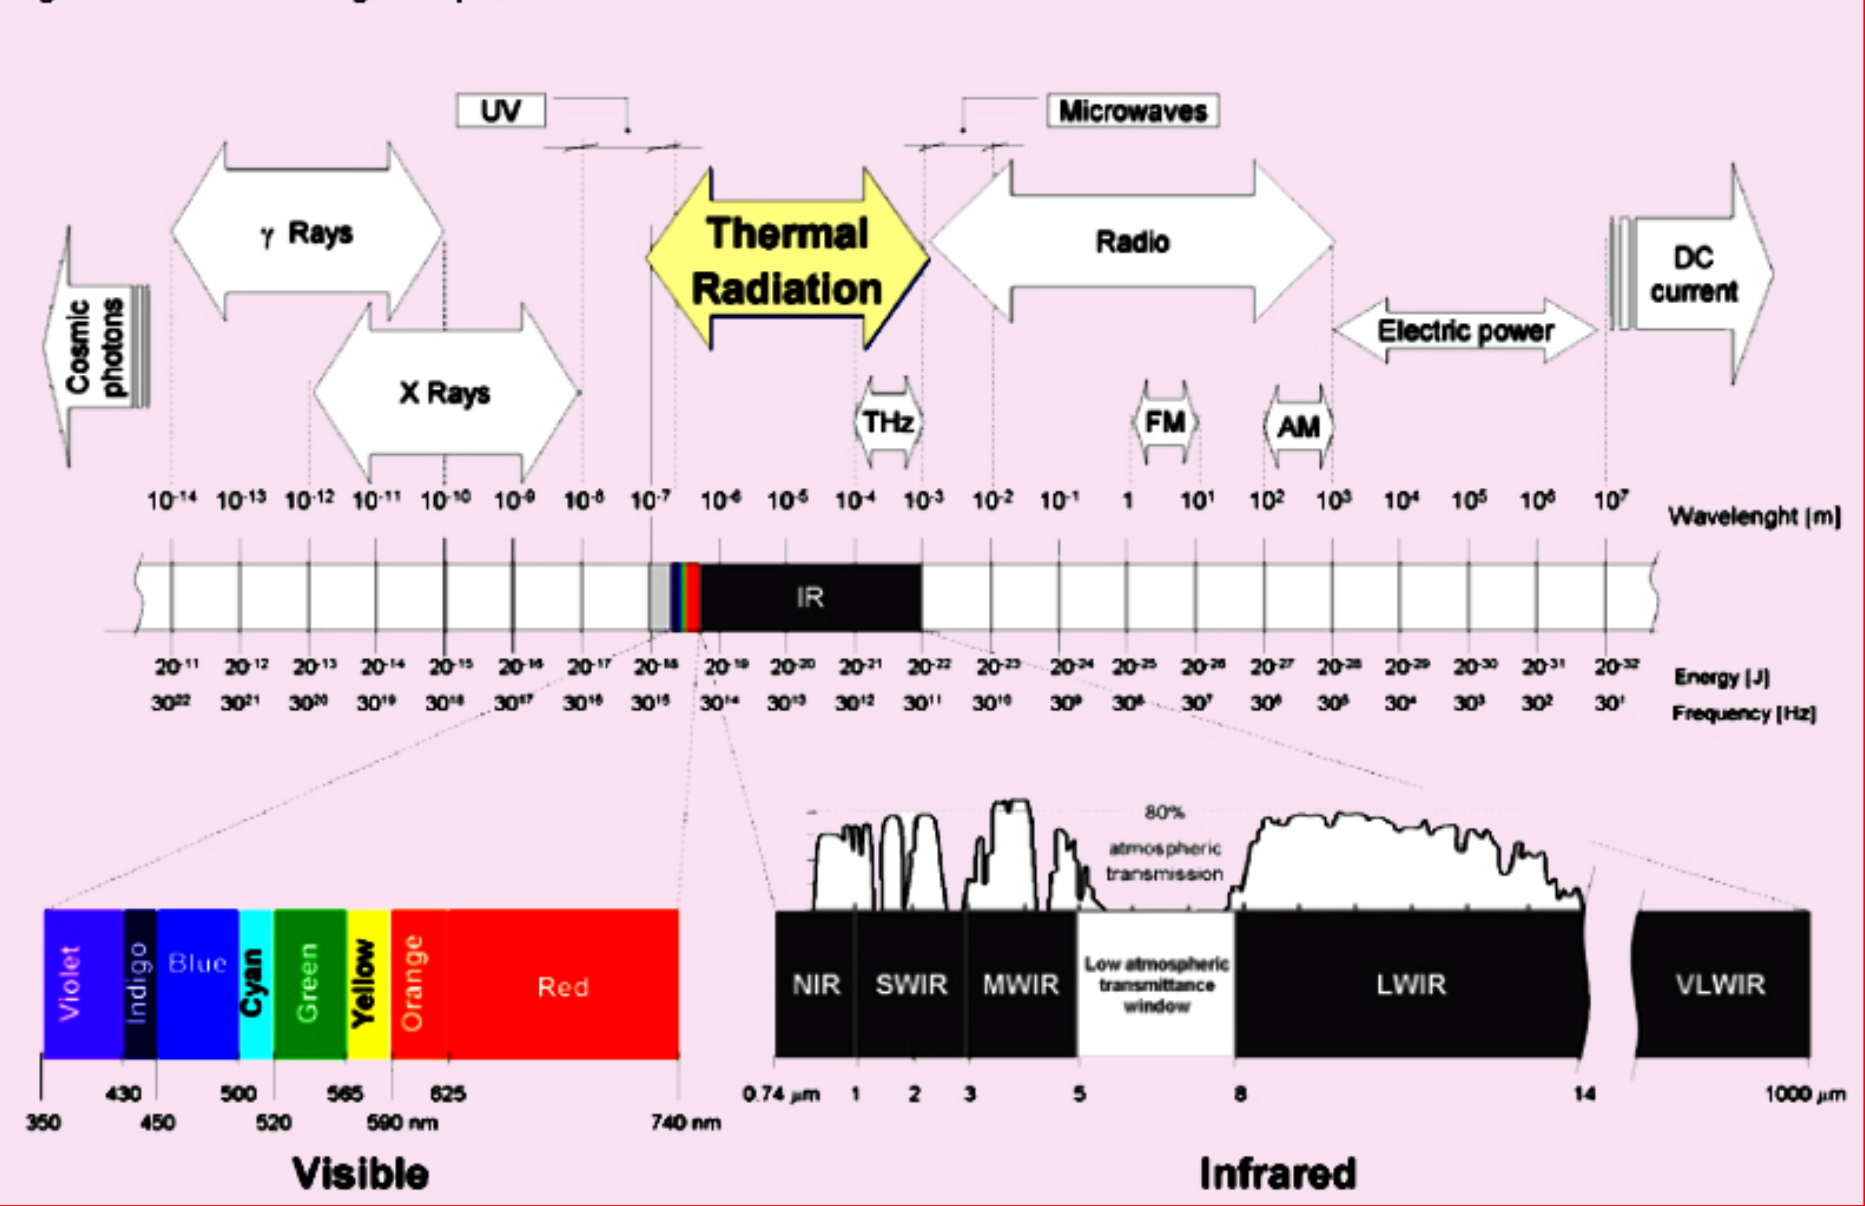 UV
Microwaves
γ Rays
Thermal
Radiation
Radio
DC
current
Cosmic
photons
Electric power
X Rays
THz
FM
AM
10-14 10-13 10-12 10-11 10-10 10-9 10-8 10-7 10-6 10-5 10-4 10-3 10-2 10-1 1 10¹ 10² 10³ 10⁴ 10⁵ 10⁶ 10⁷
Wavelenght [m]
IR
20-11 20-12 20-13 20-14 20-15 20-16 20-17 20-18 20-19 20-20 20-21 20-22 20-23 20-24 20-25 20-26 20-27 20-28 20-29 20-30 20-31 20-32
Energy [J]
30²² 30²¹ 30²⁰ 30¹⁹ 30¹⁸ 30¹⁷ 30¹⁶ 30¹⁵ 30¹⁴ 30¹³ 30¹² 30¹¹ 30¹⁰ 30⁹ 30⁸ 30⁷ 30⁶ 30⁵ 30⁴ 30³ 30² 30¹
Frequency [Hz]
80%
atmospheric
transmission
Violet
Indigo
Blue
Cyan
Green
Yellow
Orange
Red
NIR
SWIR
MWIR
Low atmospheric
transmittance
window
LWIR
VLWIR
430 500 565 625
350 450 520 590 nm 740 nm
0.74 μm 1 2 3 5 8 14 1000 μm
Visible
Infrared